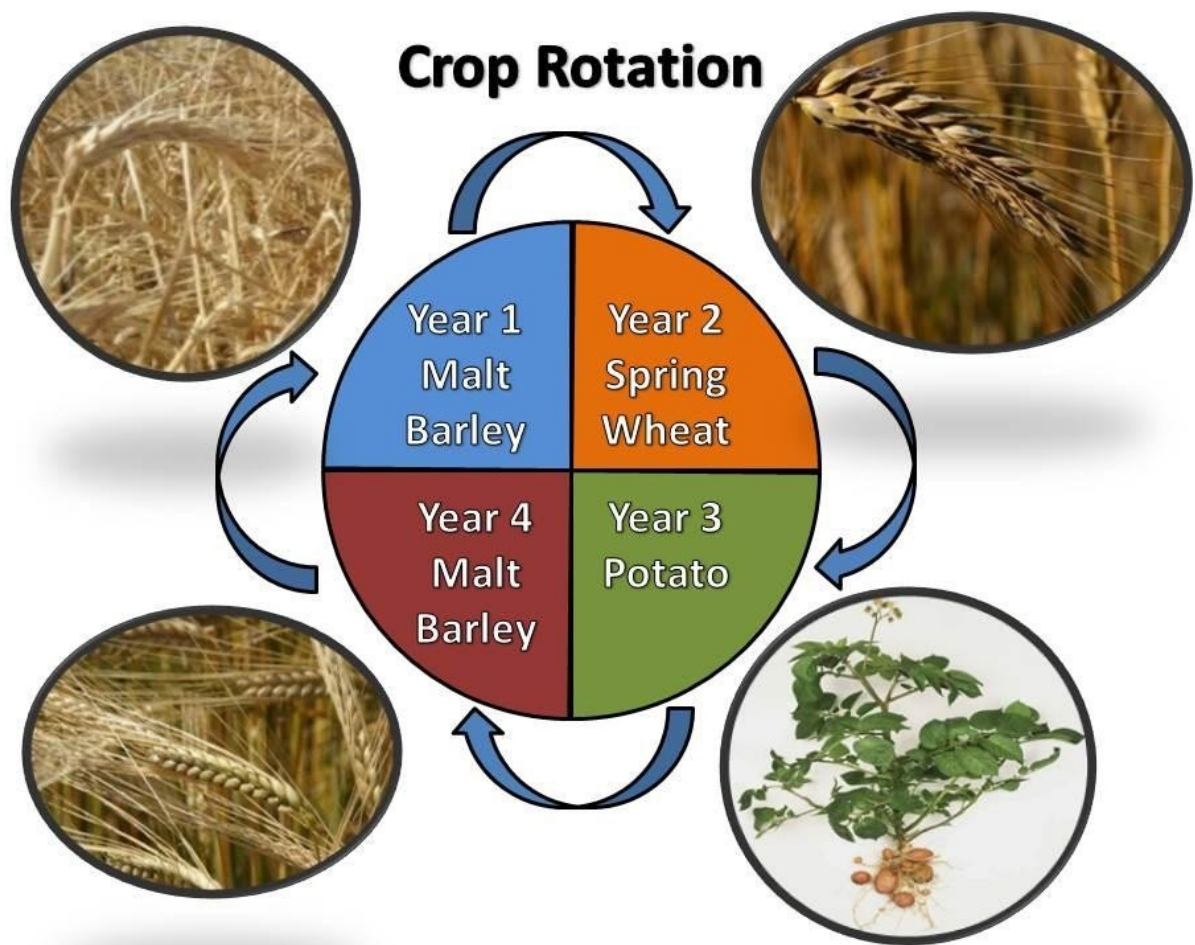 Crop Rotation
Year 1
Malt
Barley
Year 2
Spring
Wheat
Year 4
Malt
Barley
Year 3
Potato